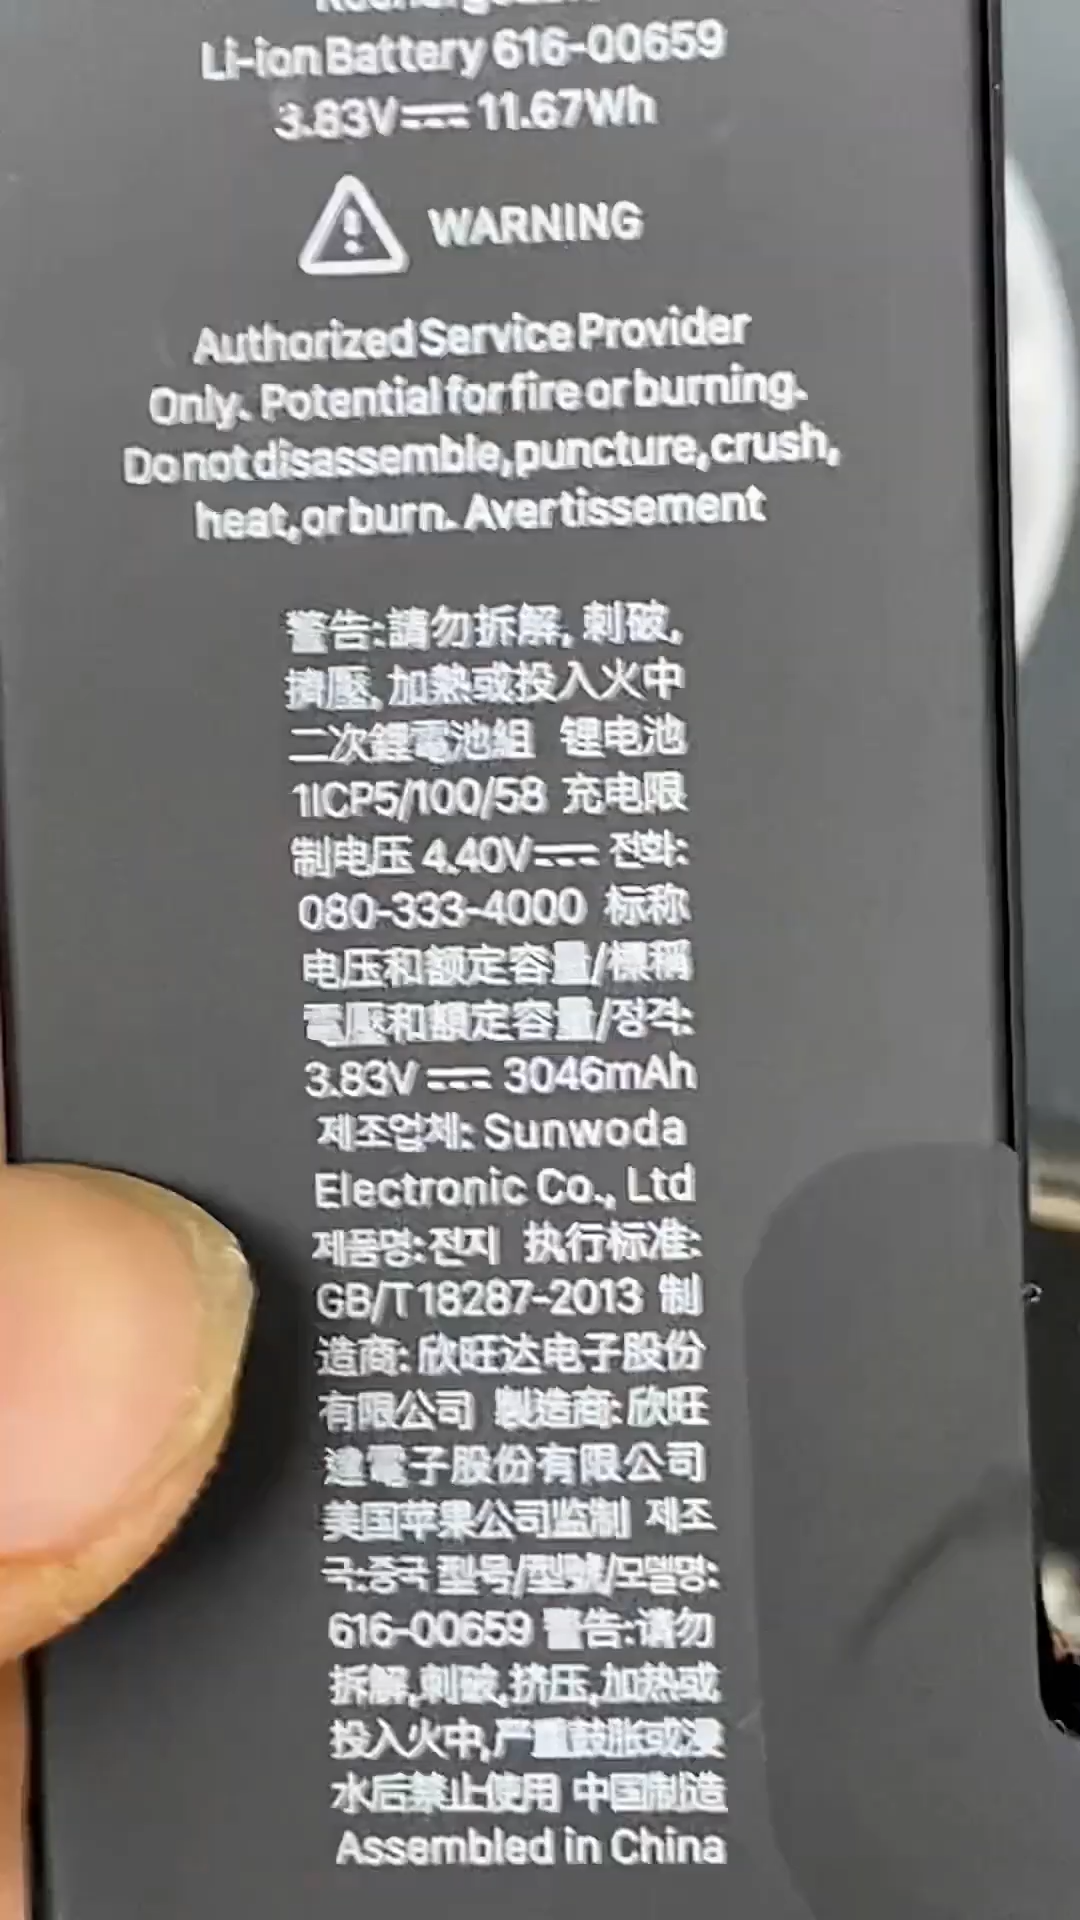 Rechargeable
Li-ion Battery 616-00659
3.83V⎓11.67Wh
WARNING
Authorized Service Provider
Only. Potential for fire or burning.
Do not disassemble, puncture, crush,
heat, or burn. Avertissement
警告:請勿拆解, 刺破,
擠壓, 加熱或投入火中
二次鋰電池組 锂电池
1ICP5/100/58 充电限
制电压 4.40V⎓ 전화:
080-333-4000 标称
电压和额定容量/標稱
電壓和額定容量/정격:
3.83V⎓3046mAh
제조업체: Sunwoda
Electronic Co., Ltd
제품명:전지 执行标准:
GB/T 18287-2013 制
造商: 欣旺达电子股份
有限公司 製造商: 欣旺
達電子股份有限公司
美国苹果公司监制 제조
국:중국 型号/型號/모델명:
616-00659 警告:请勿
拆解,刺破,挤压,加热或
投入火中,严重鼓胀或浸
水后禁止使用 中国制造
Assembled in China